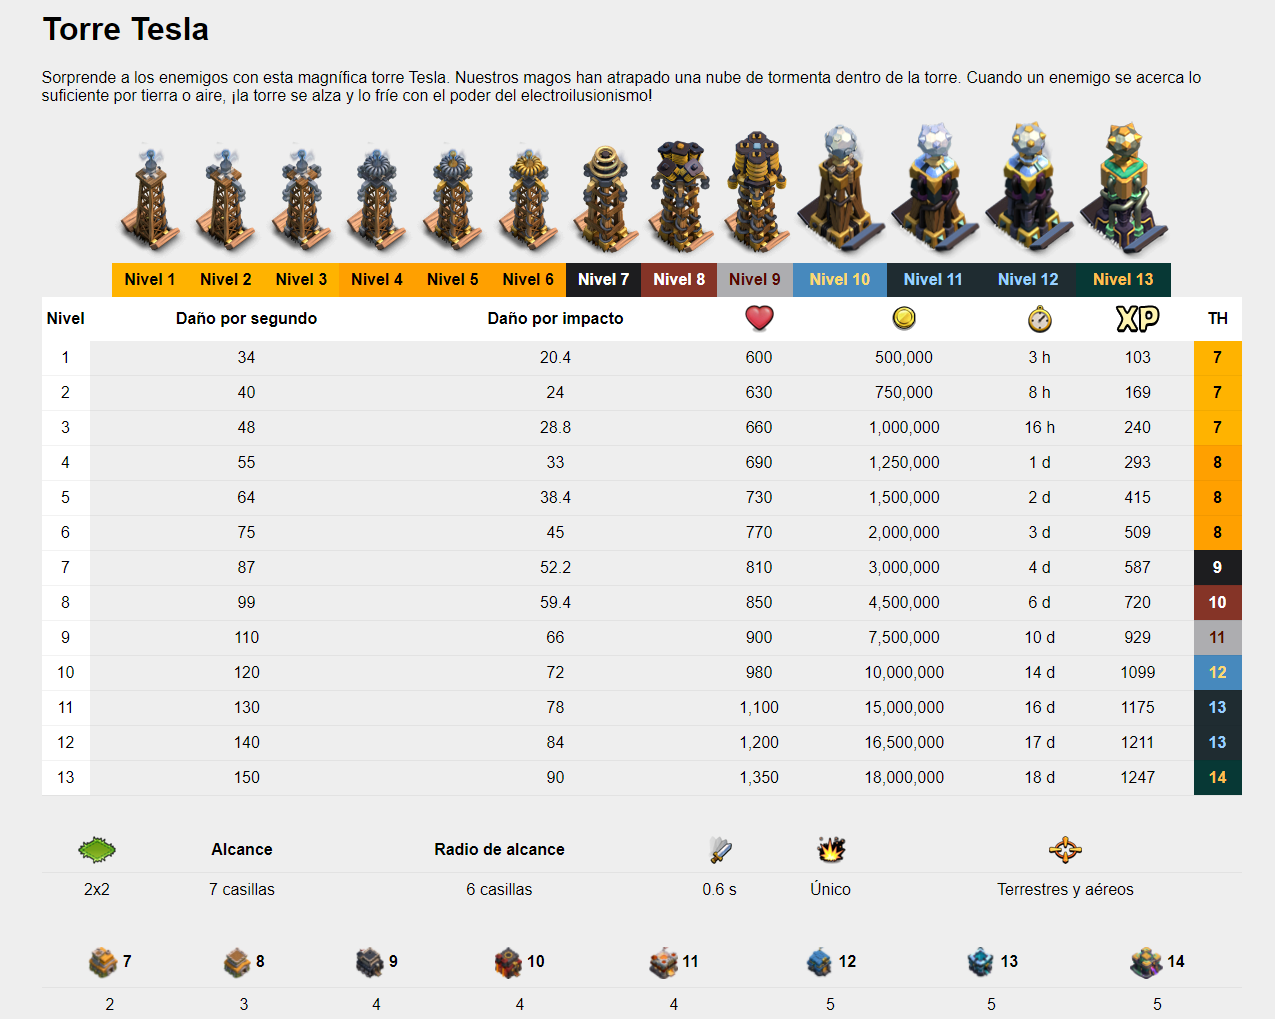 Torre Tesla
Sorprende a los enemigos con esta magnífica torre Tesla. Nuestros magos han atrapado una nube de tormenta dentro de la torre. Cuando un enemigo se acerca lo
suficiente por tierra o aire, ¡la torre se alza y lo fríe con el poder del electroilusionismo!
Nivel 1 Nivel 2 Nivel 3 Nivel 4 Nivel 5 Nivel 6 Nivel 7 Nivel 8 Nivel 9 Nivel 10 Nivel 11 Nivel 12 Nivel 13
Nivel Daño por segundo Daño por impacto XP TH
1 34 20.4 600 500,000 3 h 103 7
2 40 24 630 750,000 8 h 169 7
3 48 28.8 660 1,000,000 16 h 240 7
4 55 33 690 1,250,000 1 d 293 8
5 64 38.4 730 1,500,000 2 d 415 8
6 75 45 770 2,000,000 3 d 509 8
7 87 52.2 810 3,000,000 4 d 587 9
8 99 59.4 850 4,500,000 6 d 720 10
9 110 66 900 7,500,000 10 d 929 11
10 120 72 980 10,000,000 14 d 1099 12
11 130 78 1,100 15,000,000 16 d 1175 13
12 140 84 1,200 16,500,000 17 d 1211 13
13 150 90 1,350 18,000,000 18 d 1247 14
Alcance Radio de alcance
2x2 7 casillas 6 casillas 0.6 s Único Terrestres y aéreos
7 8 9 10 11 12 13 14
2 3 4 4 4 5 5 5